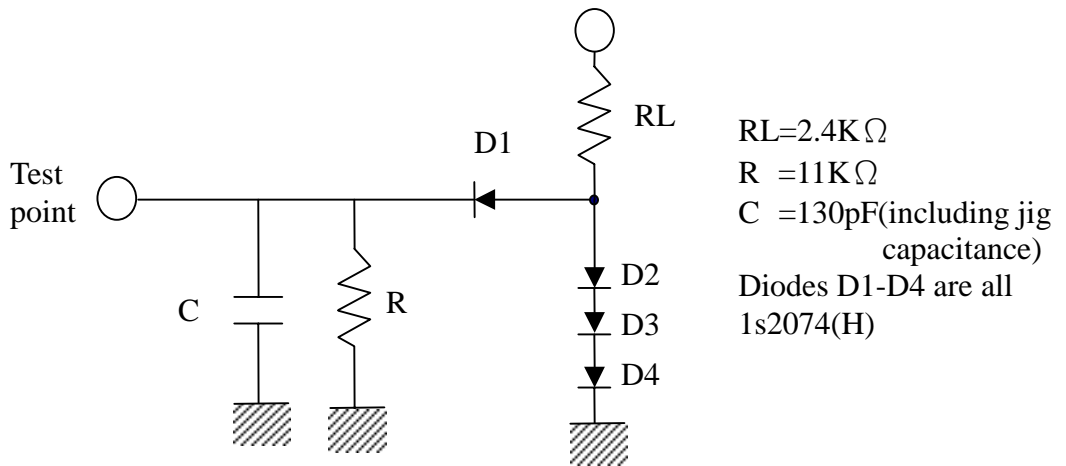 RL
D1
Test
point
D2
D3
D4
C
R
RL=2.4KΩ
R =11KΩ
C =130pF(including jig
capacitance)
Diodes D1-D4 are all
1s2074(H)